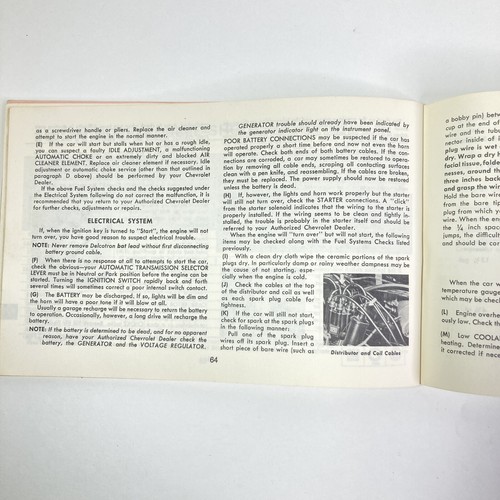 as a screwdriver handle or pliers. Replace the air cleaner and
attempt to start the engine in the normal manner.
(E) If the car will start but stalls when hot or has a rough idle,
you can suspect a faulty IDLE ADJUSTMENT, a malfunctioning
AUTOMATIC CHOKE or an extremely dirty and blocked AIR
CLEANER ELEMENT. Replace air cleaner if necessary. Idle
adjustment or automatic choke service (other than that outlined in
paragraph D above) should be performed by your Chevrolet
Dealer.
If the above Fuel System checks and the checks suggested under
the Electrical System following do not correct the malfunction, it is
recommended that you return to your Authorized Chevrolet Dealer
for further checks, adjustments or repairs.
ELECTRICAL SYSTEM
If, when the ignition key is turned to "Start", the engine will not
turn over, you have good reason to suspect electrical trouble.
NOTE: Never remove Delcotron bat lead without first disconnecting
battery ground cable.
(F) When there is no response at all to attempts to start the car,
check the obvious—your AUTOMATIC TRANSMISSION SELECTOR
LEVER must be in Neutral or Park position before the engine can be
started. Turning the IGNITION SWITCH rapidly back and forth
several times will sometimes correct a poor internal switch contact.
(G) The BATTERY may be discharged. If so, lights will be dim and
the horn will have a poor tone if it will blow at all.
Usually a garage recharge will be necessary to return the battery
to operation. Occasionally, however, a long drive will recharge the
battery.
NOTE: If the battery is determined to be dead, and for no apparent
reason, have your Authorized Chevrolet Dealer check the
battery, the GENERATOR and the VOLTAGE REGULATOR.
GENERATOR trouble should already have been indicated by
the generator indicator light on the instrument panel.
POOR BATTERY CONNECTIONS may be suspected if the car has
operated properly a short time before and now not even the horn
will operate. Check both ends of both battery cables. If the con-
nections are corroded, a car may sometimes be restored to opera-
tion by removing all cable ends, scraping all contacting surfaces
clean with a pen knife, and reassembling. If the cables are broken,
they must be replaced. The power supply should now be restored
unless the battery is dead.
(H) If, however, the lights and horn work properly but the starter
will still not turn over, check the STARTER connections. A "click"
from the starter solenoid indicates that the wiring to the starter is
properly installed. If the wiring seems to be clean and tightly in-
stalled, the trouble is probably in the starter itself and should be
referred to your Authorized Chevrolet Dealer.
When the engine will "turn over" but will not start, the following
items may be checked along with the Fuel Systems Checks listed
previously.
(I) With a clean dry cloth wipe the ceramic portions of the spark
plugs dry. In particularly damp or rainy weather dampness may be
the cause of not starting, espe-
cially when the engine is cold.
(J) Check the cables of the top
of the distributor and coil as well
as each spark plug cable for
tightness.
(K) If the car will still not start,
check for spark at the spark plugs
in the following manner:
Pull one of the spark plug
wires off its spark plug. Insert a
short piece of bare wire (such as
Distributor and Coil Cables
64
a bobby pin) betw
cup at the end of
wire and the tubu
nector inside of i
plug wire is wet
dry. Wrap a dry h
facial tissue, folde
nesses, around th
three inches back
and grasp the wir
Hold the bare wir
from the bare tip
plug from which y
wire. When the en
the ¼ inch spac
jumps, the difficult
and should be cor
When the car w
temperature gauge
which may be check
(L) Engine overh
enough. Check the
(M) Low COOLA
heating. Determine
it corrected if nece